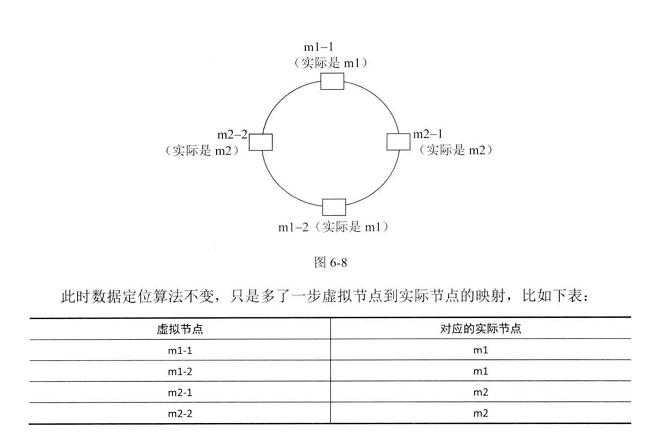 m1-1
（实际是 m1）
m2-2
（实际是 m2）
m2-1
（实际是 m2）
m1-2（实际是 m1）
图 6-8
此时数据定位算法不变，只是多了一步虚拟节点到实际节点的映射，比如下表：
虚拟节点 对应的实际节点
m1-1 m1
m1-2 m1
m2-1 m2
m2-2 m2